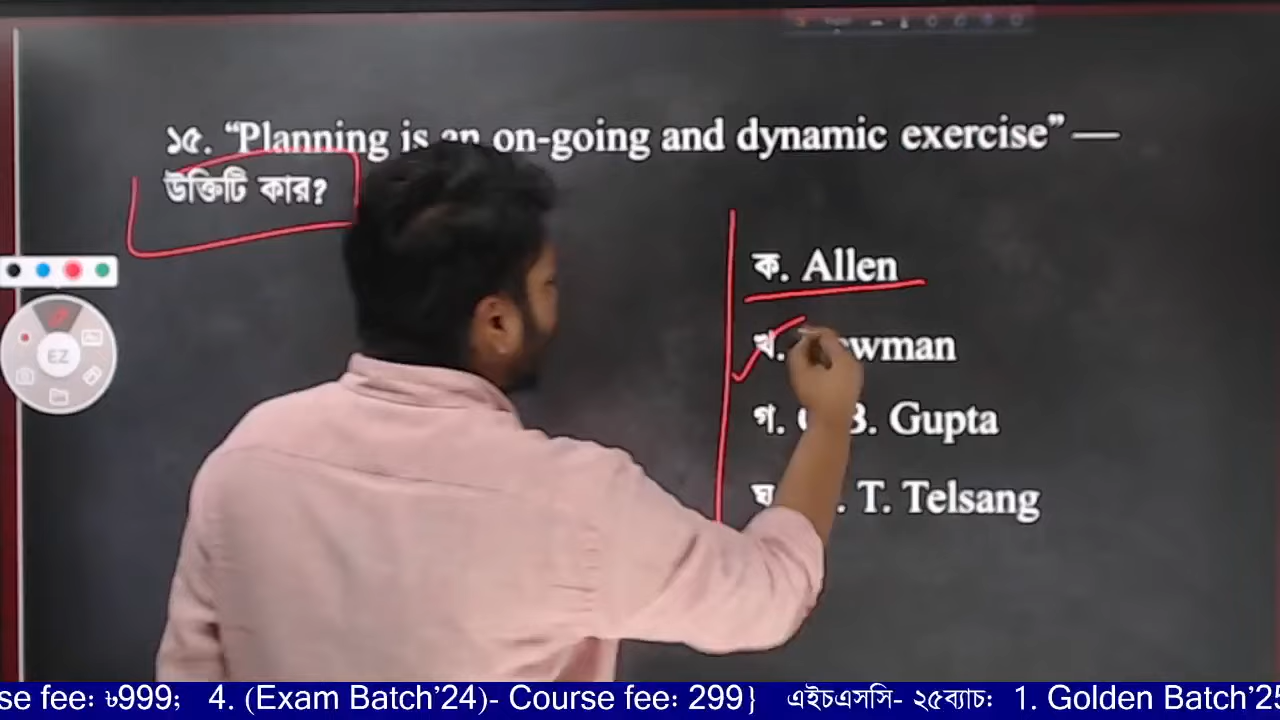 ১৫. “Planning is an on-going and dynamic exercise” —
উক্তিটি কার?
ক. Allen
খ.
গ. B. Gupta
ঘ. T. Telsang
EZ
se fee: ৳999; 4. (Exam Batch’24)- Course fee: 299} এইচএসসি- ২৫ব্যাচ: 1. Golden Batch’25